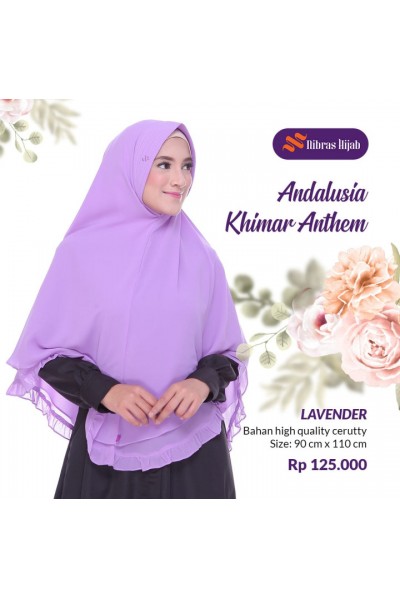 Nibras Hijab
Andalusia
Khimar Anthem
LAVENDER
Bahan high quality cerutty
Size: 90 cm x 110 cm
Rp 125.000